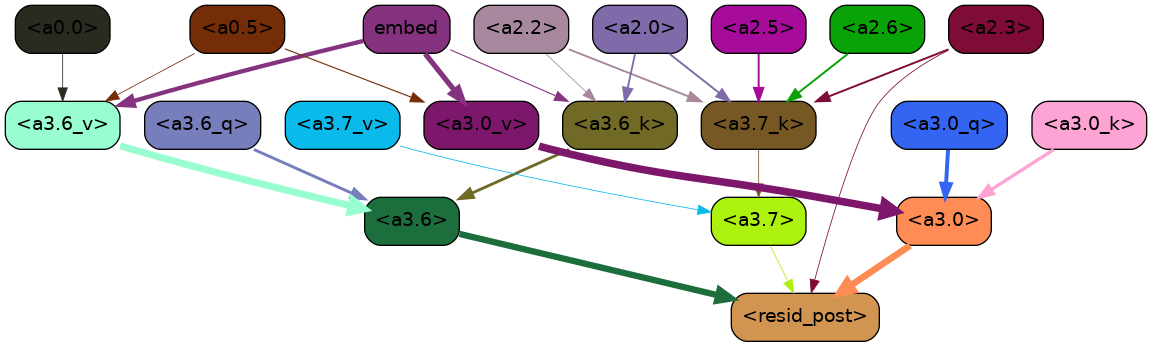 <a0.0> <a0.5> embed <a2.2> <a2.0> <a2.5> <a2.6> <a2.3>
<a3.6_v> <a3.6_q> <a3.7_v> <a3.0_v> <a3.6_k> <a3.7_k> <a3.0_q> <a3.0_k>
<a3.6> <a3.7> <a3.0>
<resid_post>